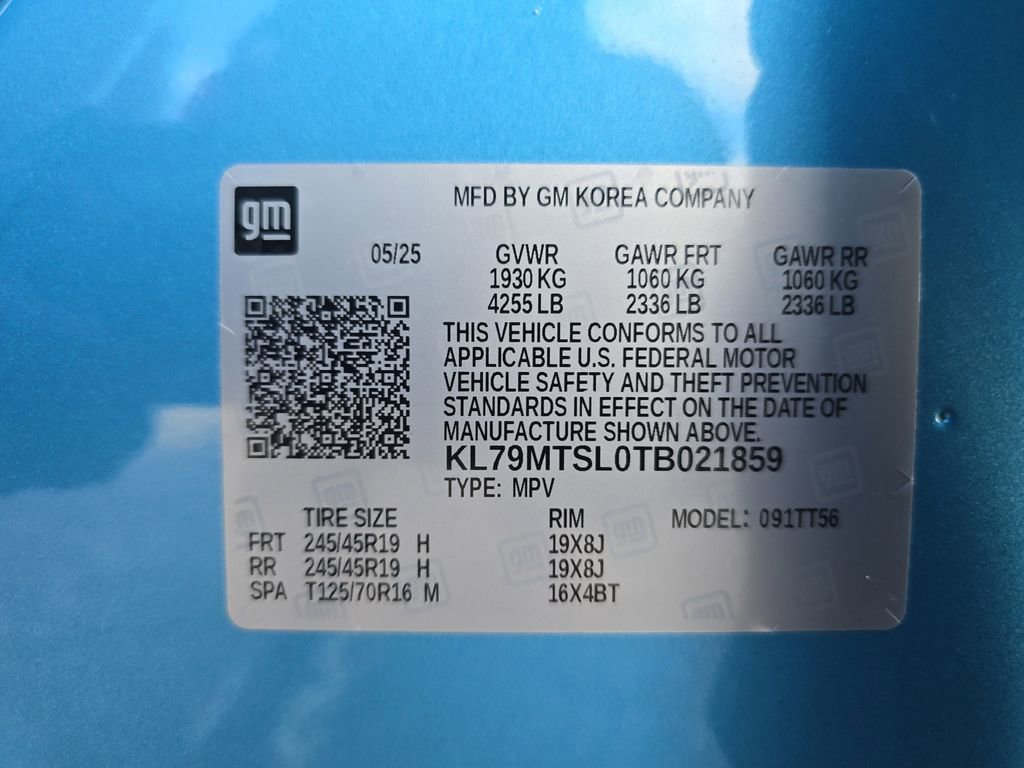 gm
MFD BY GM KOREA COMPANY
05/25 GVWR GAWR FRT GAWR RR
1930 KG 1060 KG 1060 KG
4255 LB 2336 LB 2336 LB
THIS VEHICLE CONFORMS TO ALL
APPLICABLE U.S. FEDERAL MOTOR
VEHICLE SAFETY AND THEFT PREVENTION
STANDARDS IN EFFECT ON THE DATE OF
MANUFACTURE SHOWN ABOVE.
KL79MTSL0TB021859
TYPE: MPV
TIRE SIZE RIM MODEL: 091TT56
FRT 245/45R19 H 19X8J
RR 245/45R19 H 19X8J
SPA T125/70R16 M 16X4BT